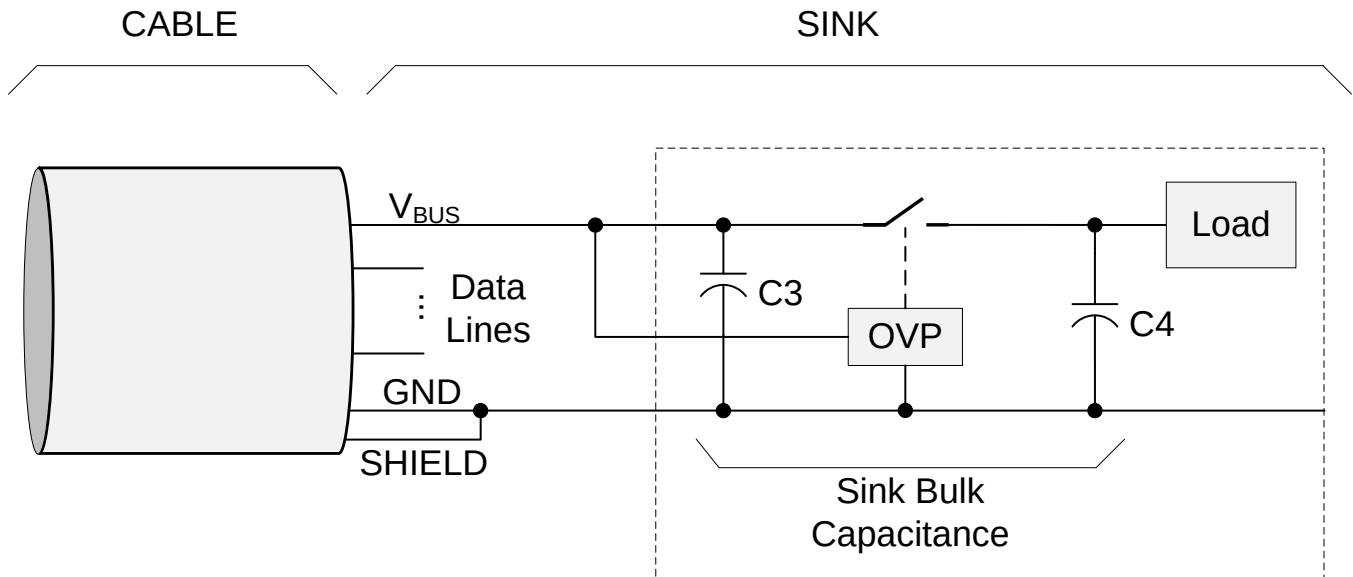 CABLE
SINK
VBUS
Load
Data
Lines
C3
OVP
C4
GND
SHIELD
Sink Bulk
Capacitance